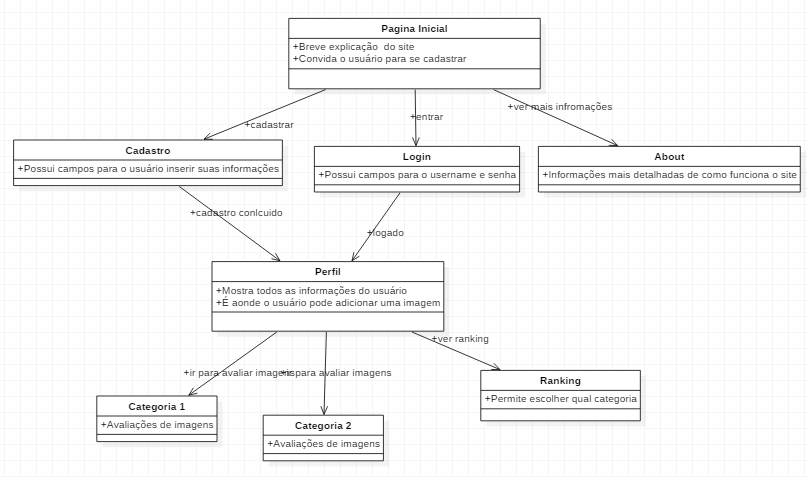 Pagina Inicial
+Breve explicação do site
+Convida o usuário para se cadastrar
+cadastrar
+entrar
+ver mais infromações
Cadastro
+Possui campos para o usuário inserir suas informações
Login
+Possui campos para o username e senha
About
+Informações mais detalhadas de como funciona o site
+cadastro conlcuido
+logado
Perfil
+Mostra todos as informações do usuário
+É aonde o usuário pode adicionar uma imagem
+ir para avaliar imagens
+ir para avaliar imagens
+ver ranking
Categoria 1
+Avaliações de imagens
Categoria 2
+Avaliações de imagens
Ranking
+Permite escolher qual categoria